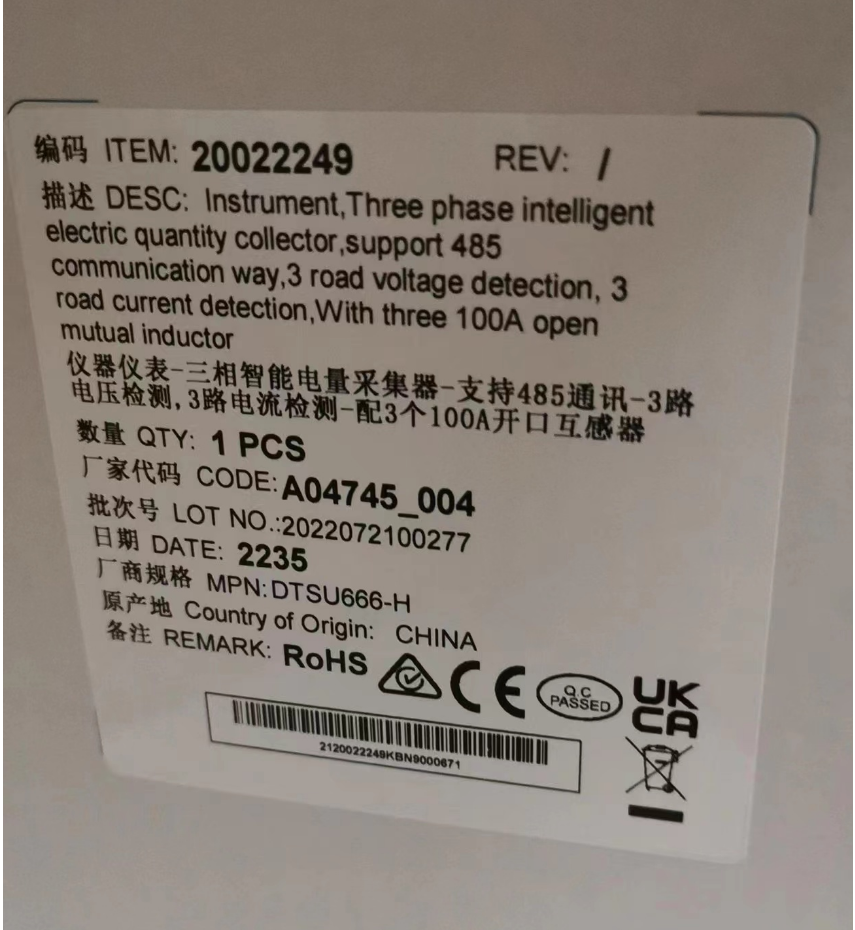 编码 ITEM: 20022249 REV: /
描述 DESC: Instrument,Three phase intelligent
electric quantity collector,support 485
communication way,3 road voltage detection, 3
road current detection,With three 100A open
mutual inductor
仪器仪表-三相智能电量采集器-支持485通讯-3路
电压检测,3路电流检测-配3个100A开口互感器
数量 QTY: 1 PCS
厂家代码 CODE: A04745_004
批次号 LOT NO.:2022072100277
日期 DATE: 2235
厂商规格 MPN: DTSU666-H
原产地 Country of Origin: CHINA
备注 REMARK: RoHS CE Q.C PASSED UK CA
2120022249KBN9000671